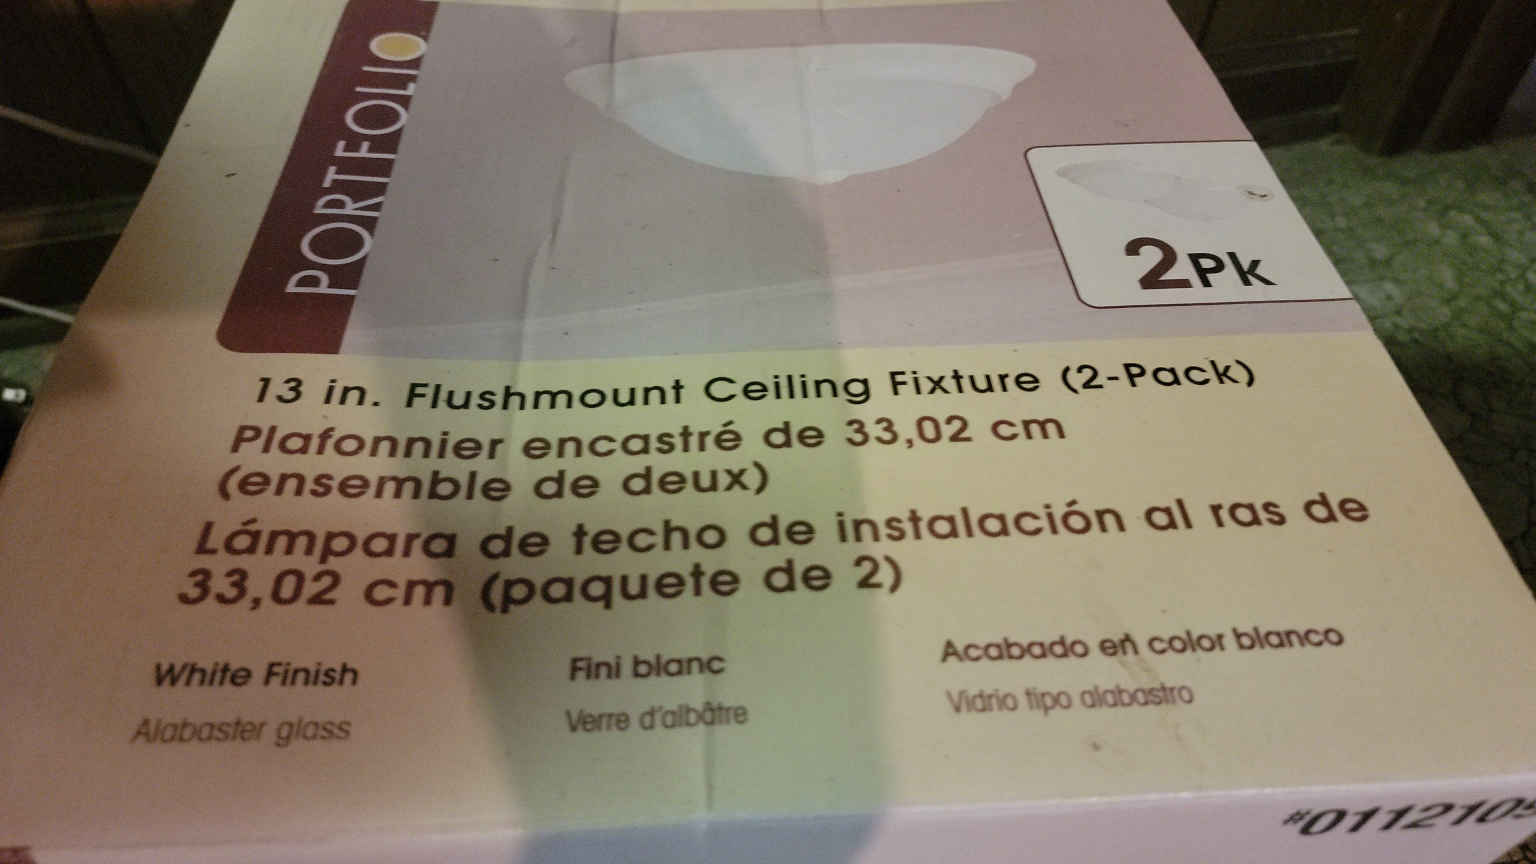 PORTFOLIO
2Pk
13 in. Flushmount Ceiling Fixture (2-Pack)
Plafonnier encastré de 33,02 cm
(ensemble de deux)
Lámpara de techo de instalación al ras de
33,02 cm (paquete de 2)
White Finish
Alabaster glass
Fini blanc
Verre d'albâtre
Acabado en color blanco
Vidrio tipo alabastro